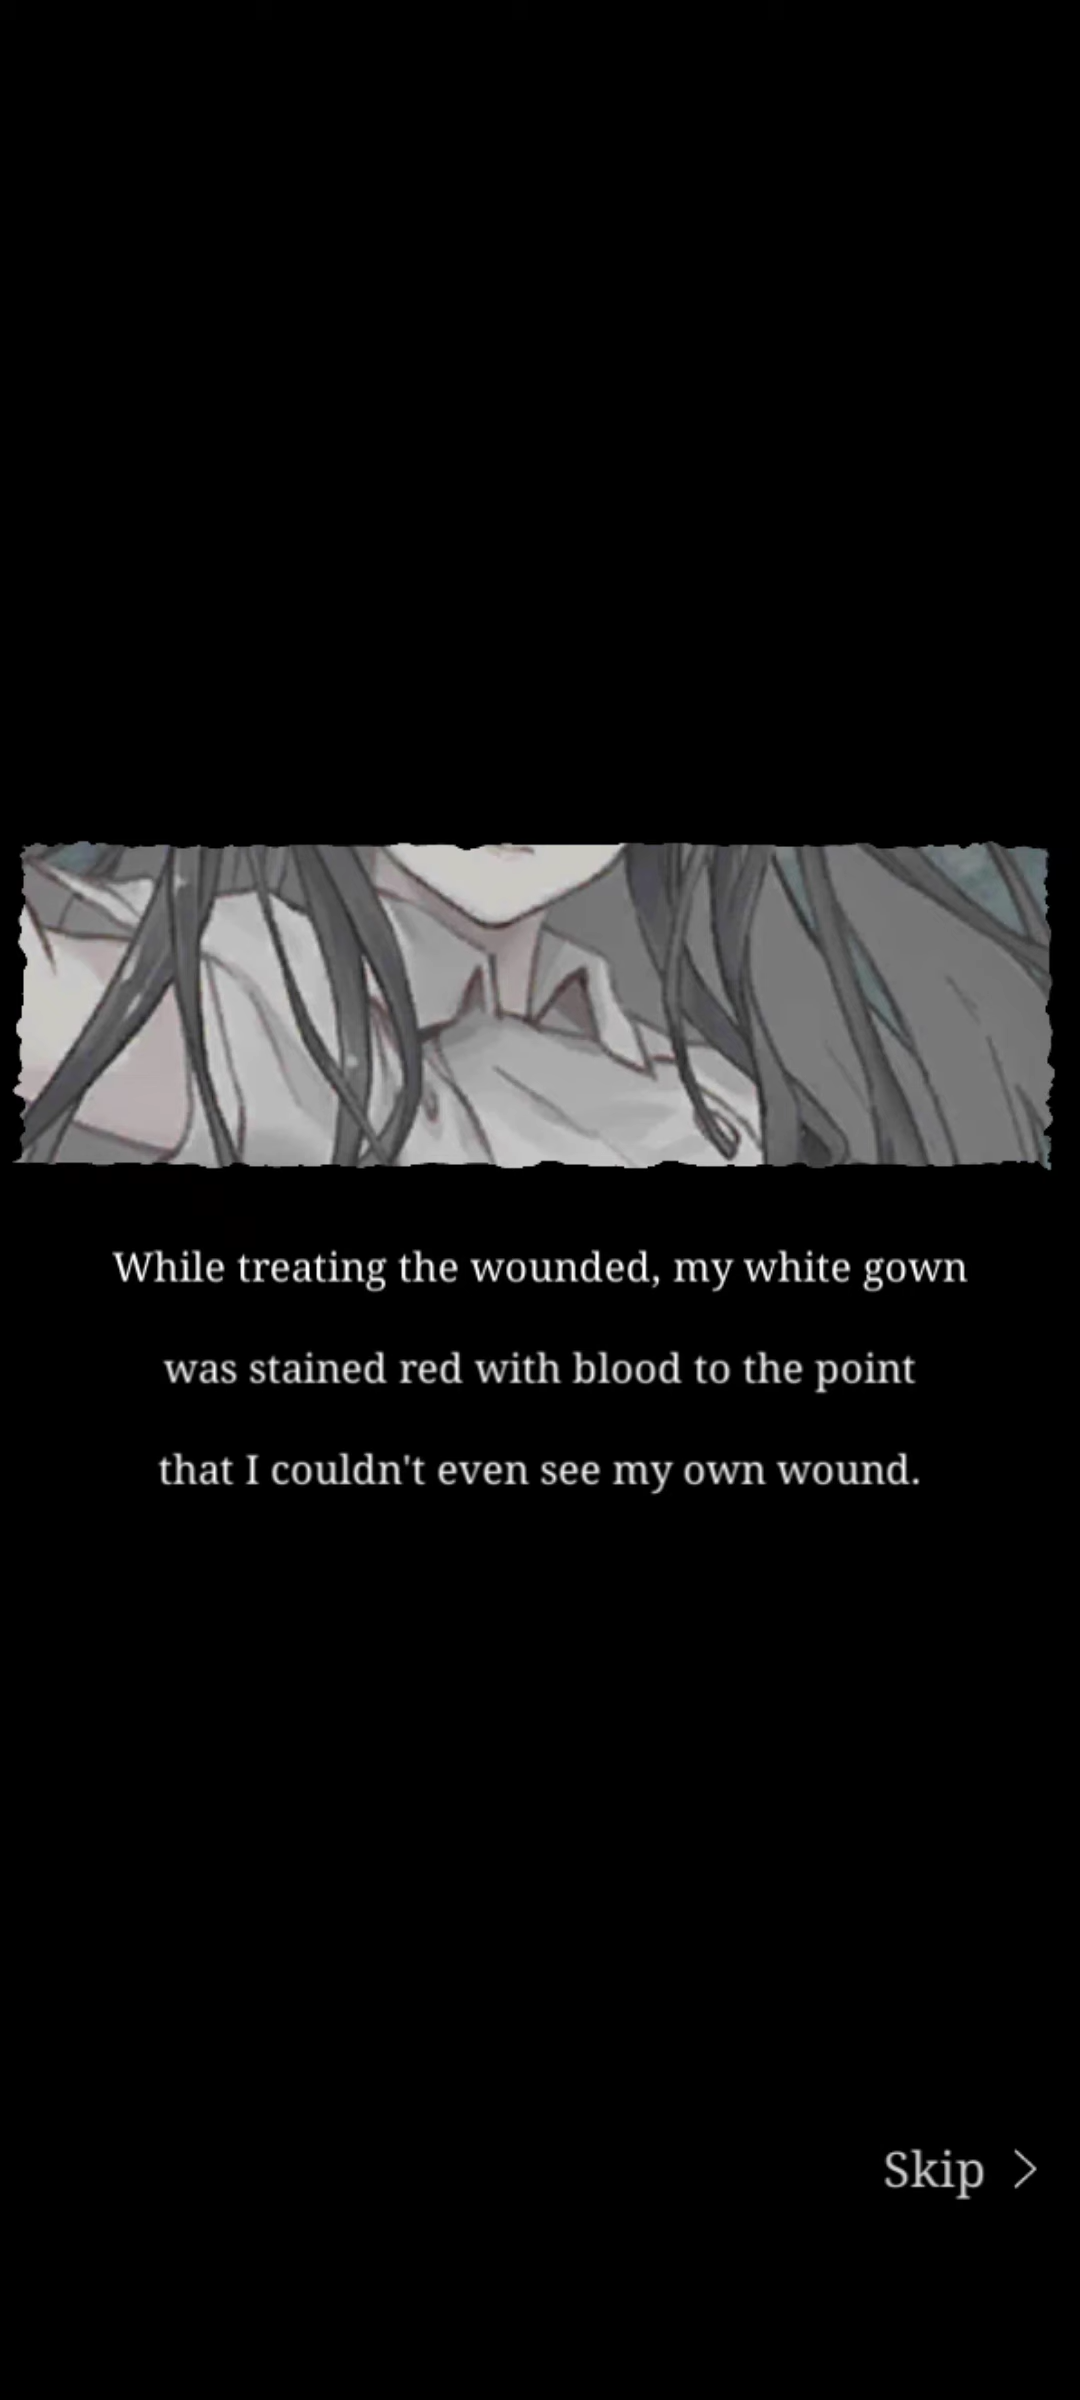 While treating the wounded, my white gown
was stained red with blood to the point
that I couldn't even see my own wound.
Skip